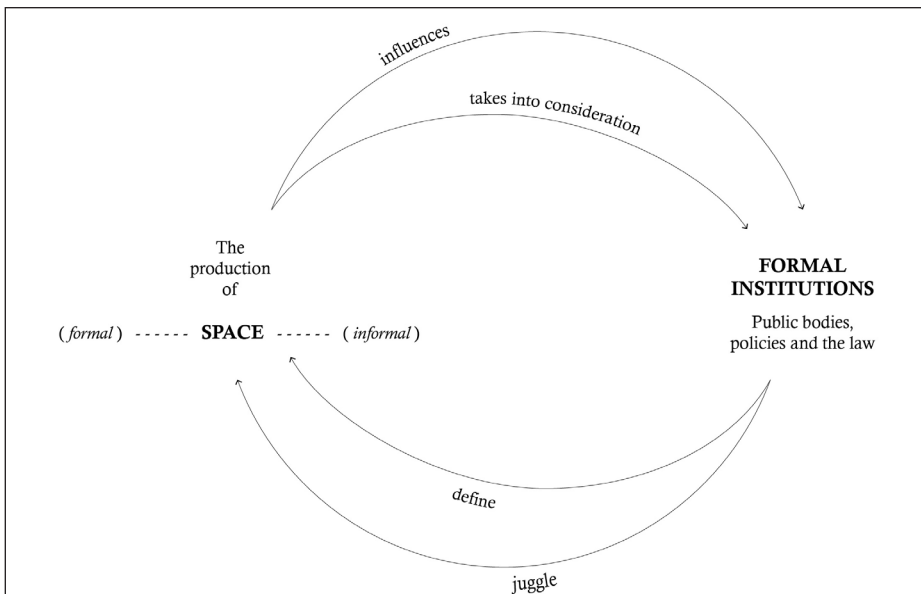 influences
takes into consideration
The
production
of
( formal ) - - - - - - SPACE - - - - - - ( informal )
FORMAL
INSTITUTIONS
Public bodies,
policies and the law
define
juggle